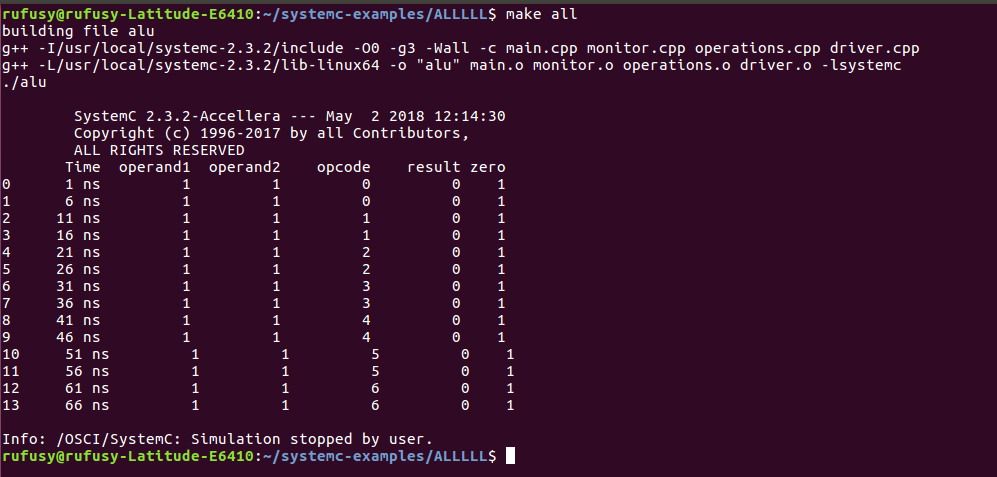 rufusy@rufusy-Latitude-E6410:~/systemc-examples/ALLLLL$ make all
building file alu
g++ -I/usr/local/systemc-2.3.2/include -O0 -g3 -Wall -c main.cpp monitor.cpp operations.cpp driver.cpp
g++ -L/usr/local/systemc-2.3.2/lib-linux64 -o "alu" main.o monitor.o operations.o driver.o -lsystemc
./alu
SystemC 2.3.2-Accellera --- May  2 2018 12:14:30
Copyright (c) 1996-2017 by all Contributors,
ALL RIGHTS RESERVED
Time  operand1  operand2    opcode    result zero
0      1 ns         1         1         0         0    1
1      6 ns         1         1         0         0    1
2     11 ns         1         1         1         0    1
3     16 ns         1         1         1         0    1
4     21 ns         1         1         2         0    1
5     26 ns         1         1         2         0    1
6     31 ns         1         1         3         0    1
7     36 ns         1         1         3         0    1
8     41 ns         1         1         4         0    1
9     46 ns         1         1         4         0    1
10     51 ns         1         1         5         0    1
11     56 ns         1         1         5         0    1
12     61 ns         1         1         6         0    1
13     66 ns         1         1         6         0    1
Info: /OSCI/SystemC: Simulation stopped by user.
rufusy@rufusy-Latitude-E6410:~/systemc-examples/ALLLLL$